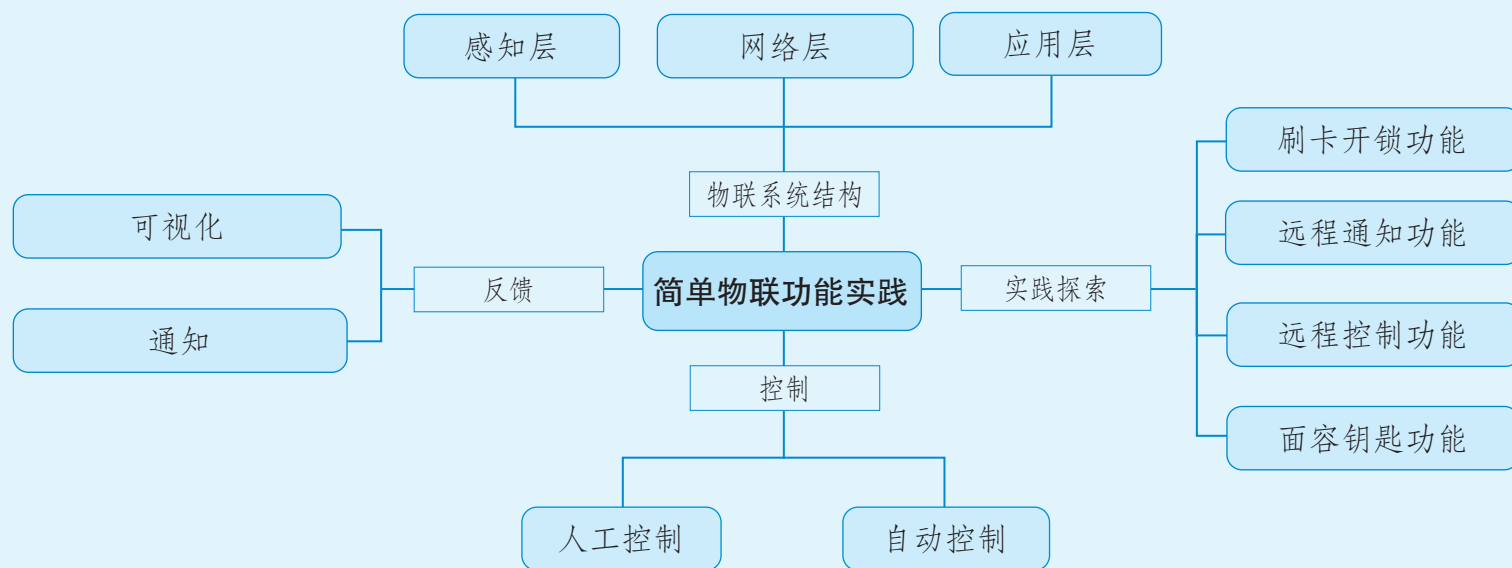 感知层
网络层
应用层
物联系统结构
刷卡开锁功能
远程通知功能
远程控制功能
面容钥匙功能
实践探索
简单物联功能实践
反馈
可视化
通知
控制
人工控制
自动控制